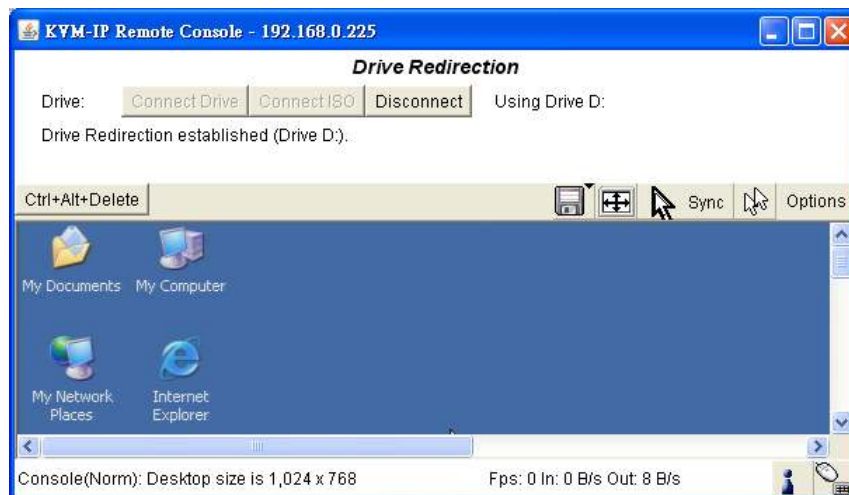 KVM-IP Remote Console - 192.168.0.225
Drive Redirection
Drive: Connect Drive Connect ISO Disconnect Using Drive D:
Drive Redirection established (Drive D:).
Ctrl+Alt+Delete Sync Options
My Documents My Computer
My Network Places
Internet Explorer
Console(Norm): Desktop size is 1,024 x 768 Fps: 0 In: 0 B/s Out: 8 B/s